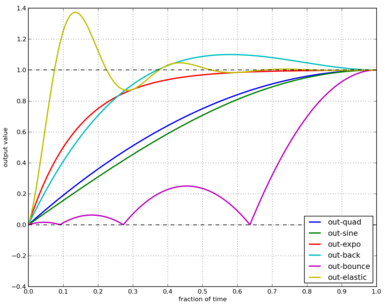 1.4
1.2
1.0
0.8
0.6
0.4
0.2
0.0
−0.2
−0.4
output value
0.0 0.1 0.2 0.3 0.4 0.5 0.6 0.7 0.8 0.9 1.0
fraction of time
out-quad
out-sine
out-expo
out-back
out-bounce
out-elastic